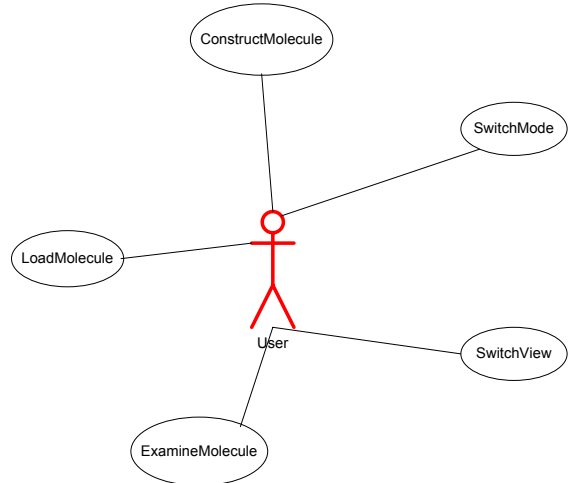 ConstructMolecule
SwitchMode
LoadMolecule
User
SwitchView
ExamineMolecule